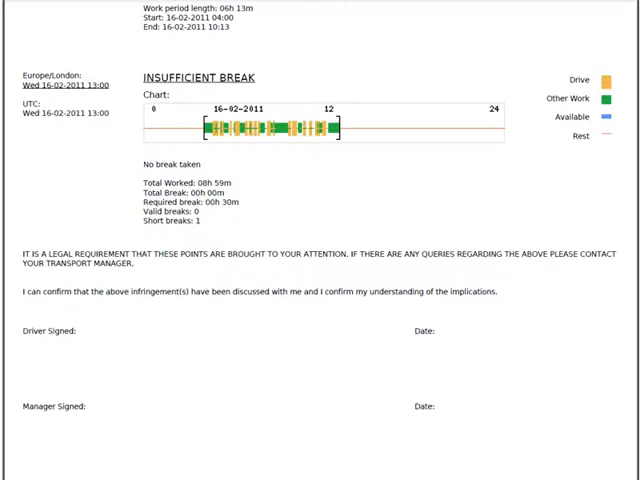 Work period length: 06h 13m
Start: 16-02-2011 04:00
End: 16-02-2011 10:13
Europe/London:
Wed 16-02-2011 13:00
UTC:
Wed 16-02-2011 13:00
INSUFFICIENT BREAK
Chart:
0 16-02-2011 12 24
Drive
Other Work
Available
Rest
No break taken
Total Worked: 08h 59m
Total Break: 00h 00m
Required break: 00h 30m
Valid breaks: 0
Short breaks: 1
IT IS A LEGAL REQUIREMENT THAT THESE POINTS ARE BROUGHT TO YOUR ATTENTION. IF THERE ARE ANY QUERIES REGARDING THE ABOVE PLEASE CONTACT
YOUR TRANSPORT MANAGER.
I can confirm that the above infringement(s) have been discussed with me and I confirm my understanding of the implications.
Driver Signed: Date:
Manager Signed: Date: